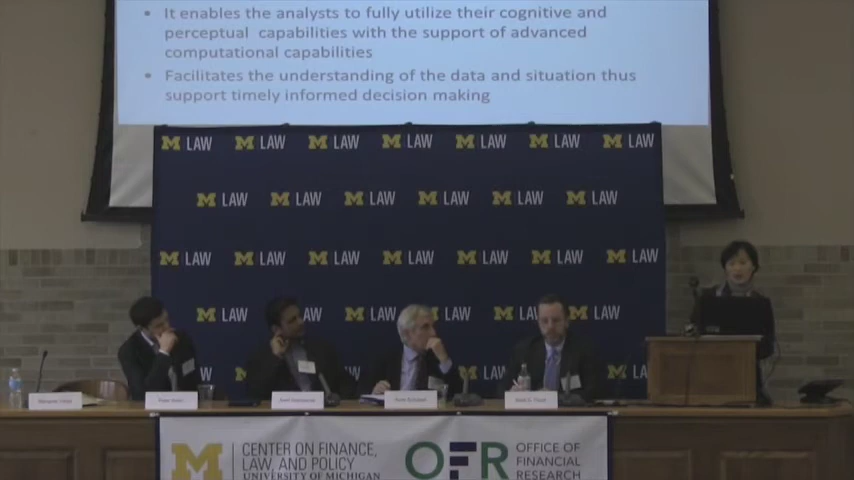 • It enables the analysts to fully utilize their cognitive and
perceptual capabilities with the support of advanced
computational capabilities
• Facilitates the understanding of the data and situation thus
support timely informed decision making
M LAW M LAW M LAW M LAW M LAW M LAW M LAW
M LAW M LAW M LAW M LAW M LAW M LAW
M LAW M LAW M LAW M LAW M LAW M LAW M LAW
M LAW LAW M LAW M LAW M LAW M LAW
M M LAW M
M CENTER ON FINANCE,
LAW, AND POLICY
UNIVERSITY OF MICHIGAN
OFR OFFICE OF
FINANCIAL
RESEARCH